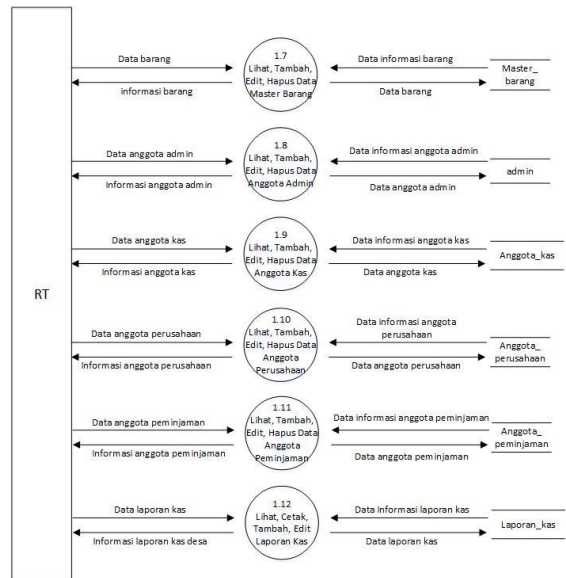 RT
Data barang
informasi barang
1.7
Lihat, Tambah,
Edit, Hapus Data
Master Barang
Data informasi barang
Data barang
Master_
barang
Data anggota admin
Informasi anggota admin
1.8
Lihat, Tambah,
Edit, Hapus Data
Anggota Admin
Data informasi anggota admin
Data anggota admin
admin
Data anggota kas
Informasi anggota kas
1.9
Lihat, Tambah,
Edit, Hapus Data
Anggota Kas
Data informasi anggota kas
Data anggota kas
Anggota_kas
Data anggota perusahaan
Informasi anggota perusahaan
1.10
Lihat, Tambah,
Edit, Hapus Data
Anggota
Perusahaan
Data informasi anggota
perusahaan
Data anggota perusahaan
Anggota_
perusahaan
Data anggota peminjaman
Informasi anggota peminjaman
1.11
Lihat, Tambah,
Edit, Hapus Data
Anggota
Peminjaman
Data informasi anggota peminjaman
Data anggota peminjaman
Anggota_
peminjaman
Data laporan kas
Informasi laporan kas desa
1.12
Lihat, Cetak,
Tambah, Edit
Laporan Kas
Data Informasi laporan kas
Data laporan kas
Laporan_kas